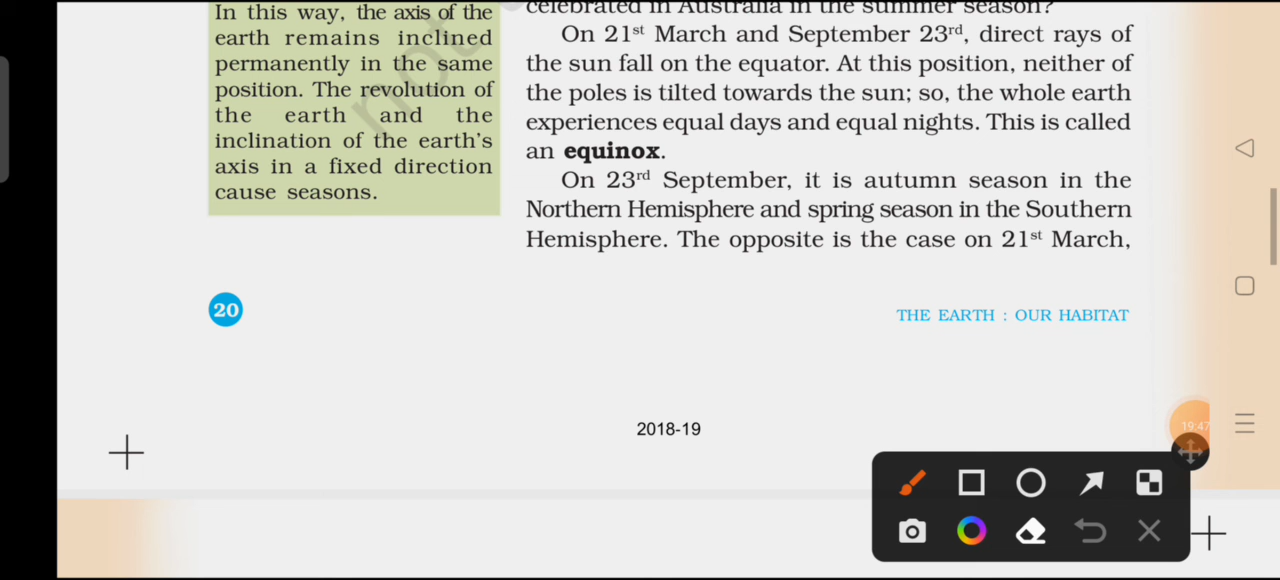 In this way, the axis of the
earth remains inclined
permanently in the same
position. The revolution of
the earth and the
inclination of the earth's
axis in a fixed direction
cause seasons.
celebrated in Australia in the summer season?
On 21st March and September 23rd, direct rays of
the sun fall on the equator. At this position, neither of
the poles is tilted towards the sun; so, the whole earth
experiences equal days and equal nights. This is called
an equinox.
On 23rd September, it is autumn season in the
Northern Hemisphere and spring season in the Southern
Hemisphere. The opposite is the case on 21st March,
20
THE EARTH : OUR HABITAT
2018-19
19:47
not